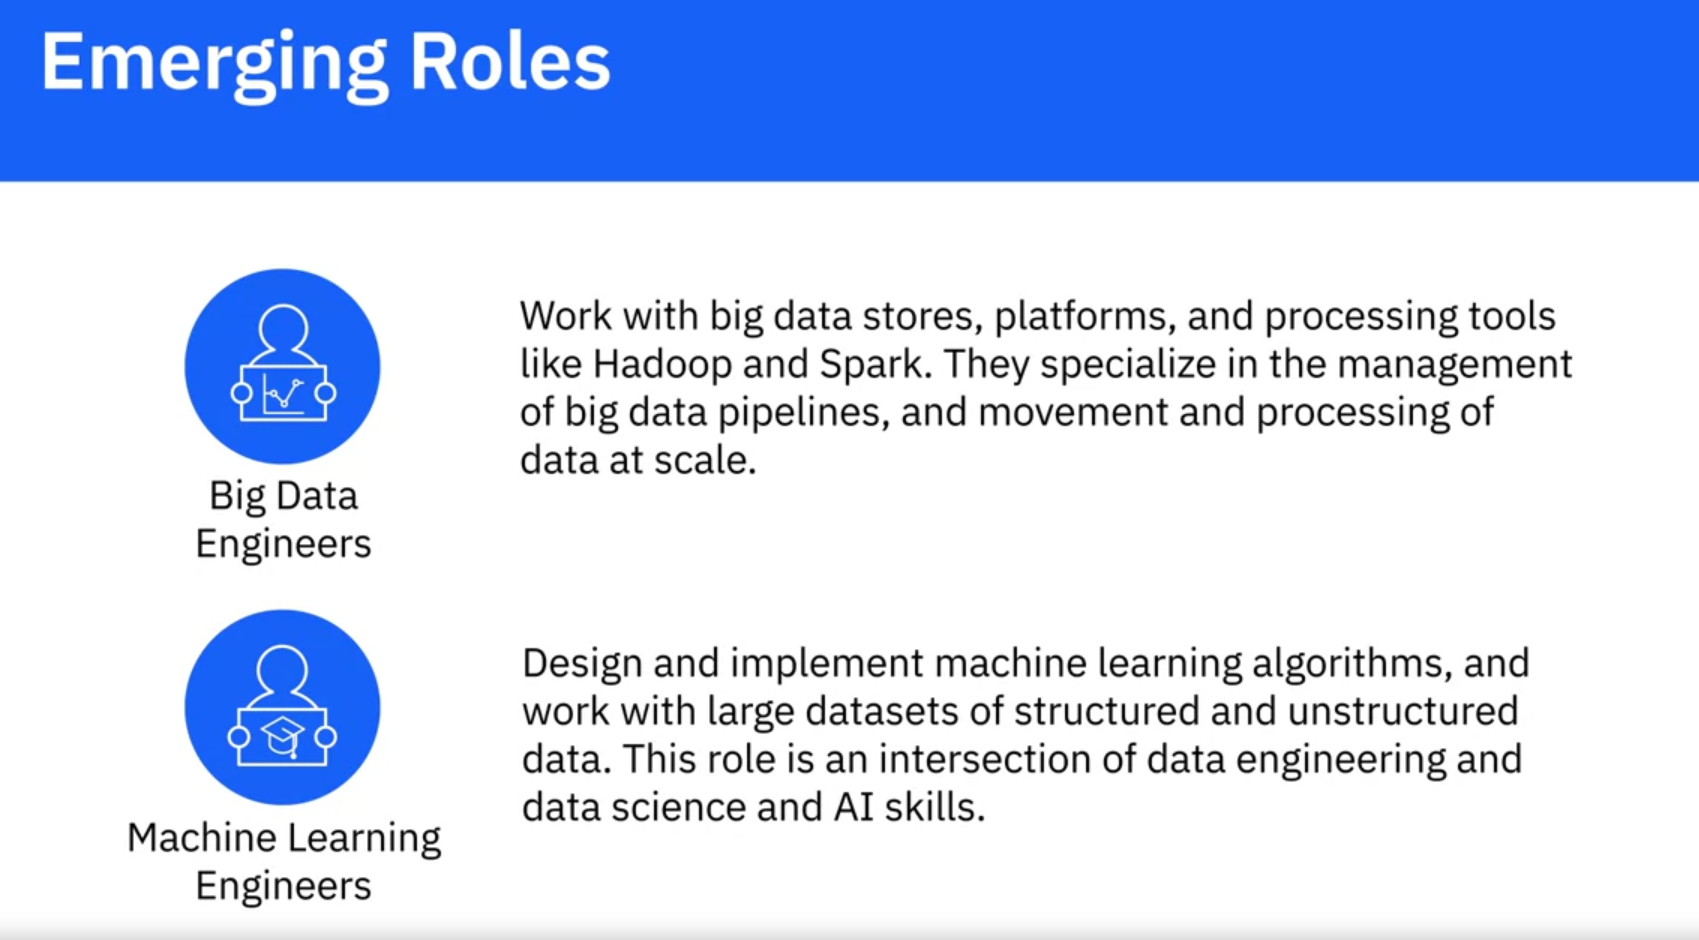 Emerging Roles
Work with big data stores, platforms, and processing tools
like Hadoop and Spark. They specialize in the management
of big data pipelines, and movement and processing of
data at scale.
Big Data
Engineers
Design and implement machine learning algorithms, and
work with large datasets of structured and unstructured
data. This role is an intersection of data engineering and
data science and AI skills.
Machine Learning
Engineers